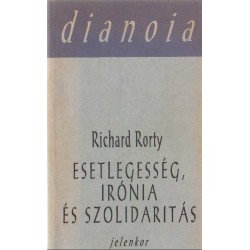 dianoia
Richard Rorty
ESETLEGESSÉG,
IRÓNIA
ÉS SZOLIDARITÁS
jelenkor